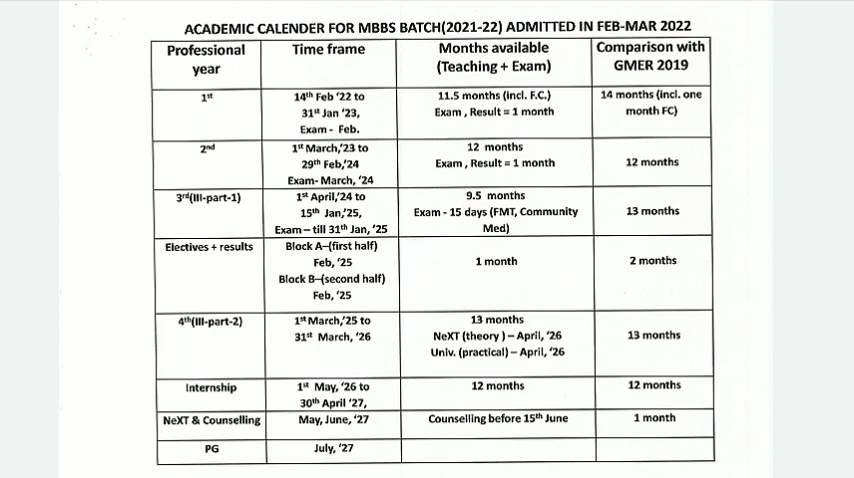 ACADEMIC CALENDER FOR MBBS BATCH(2021-22) ADMITTED IN FEB-MAR 2022
Professional year Time frame Months available (Teaching + Exam) Comparison with GMER 2019
1st
14th Feb '22 to
31st Jan '23,
Exam - Feb.
11.5 months (incl. F.C.)
Exam , Result = 1 month
14 months (incl. one
month FC)
2nd
1st March,'23 to
29th Feb,'24
Exam- March, '24
12 months
Exam , Result = 1 month
12 months
3rd(III-part-1)
1st April,'24 to
15th Jan,'25,
Exam – till 31th Jan, '25
9.5 months
Exam - 15 days (FMT, Community
Med)
13 months
Electives + results
Block A–(first half)
Feb, '25
Block B–(second half)
Feb, '25
1 month
2 months
4th(III-part-2)
1st March,'25 to
31st March, '26
13 months
NeXT (theory ) – April, '26
Univ. (practical) – April, '26
13 months
Internship
1st May, '26 to
30th April '27,
12 months
12 months
NeXT & Counselling
May, June, '27
Counselling before 15th June
1 month
PG
July, '27